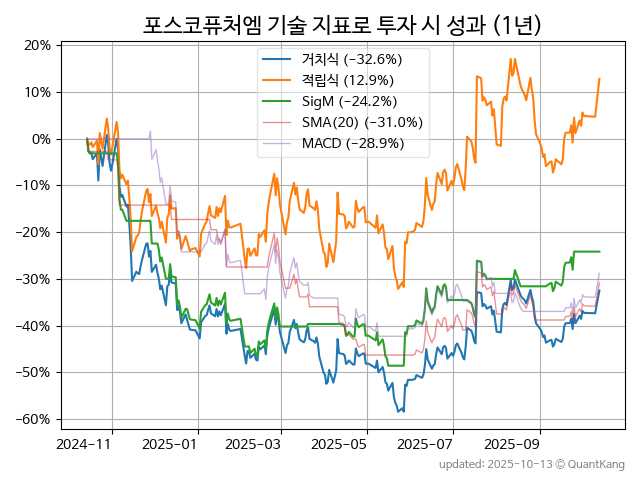 포스코퓨처엠 기술 지표로 투자 시 성과 (1년)
거치식 (-32.6%)
적립식 (12.9%)
SigM (-24.2%)
SMA(20) (-31.0%)
MACD (-28.9%)
20%
10%
0%
-10%
-20%
-30%
-40%
-50%
-60%
2024-11
2025-01
2025-03
2025-05
2025-07
2025-09
updated: 2025-10-13 ⓒ QuantKang